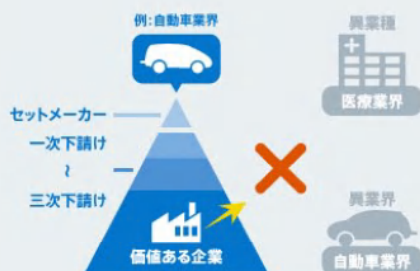 例:自動車業界
セットメーカー
一次下請け
～
三次下請け
価値ある企業
異業種
医療業界
異業界
自動車業界